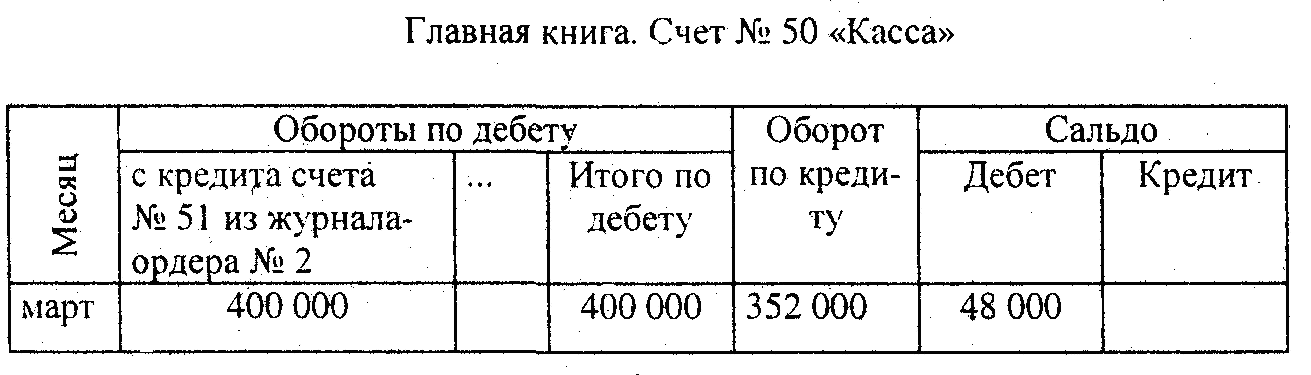 Главная книга. Счет № 50 «Касса»
Месяц
Обороты по дебету
Оборот
по креди-
ту
Сальдо
с кредита счета
№ 51 из журнала-
ордера № 2
...
Итого по
дебету
Дебет
Кредит
март
400 000
400 000
352 000
48 000